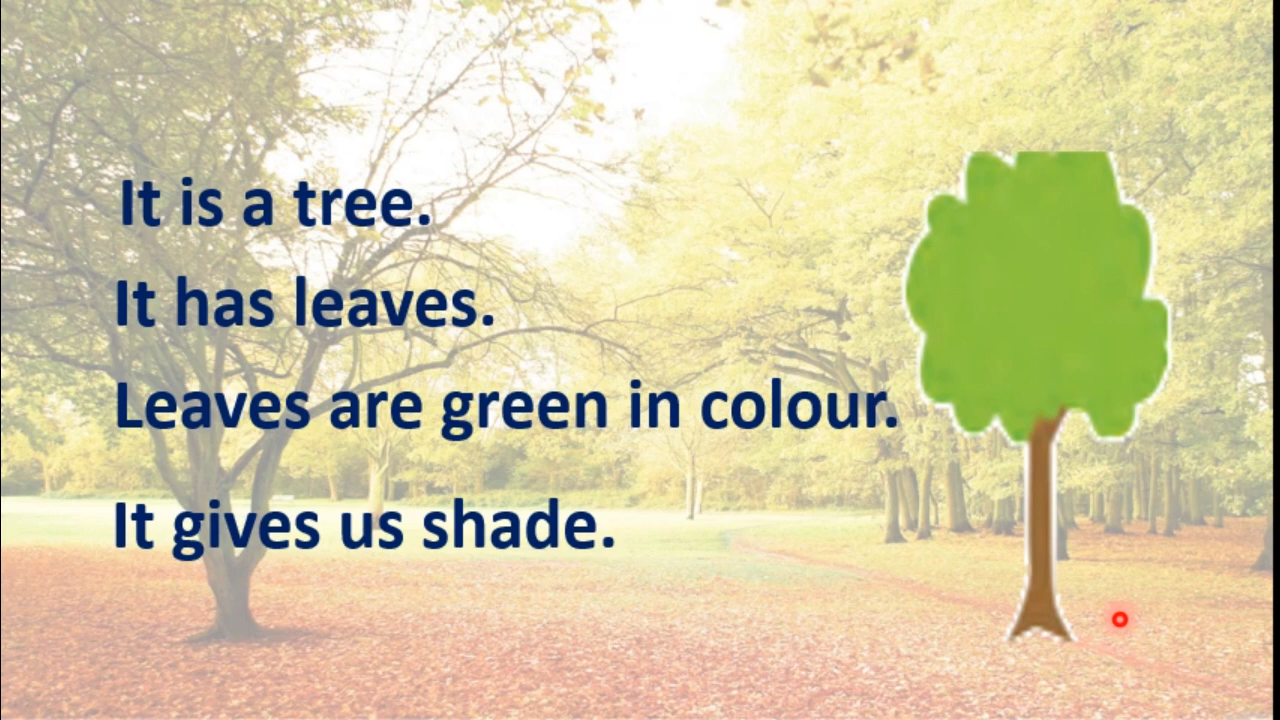 It is a tree.
It has leaves.
Leaves are green in colour.
It gives us shade.